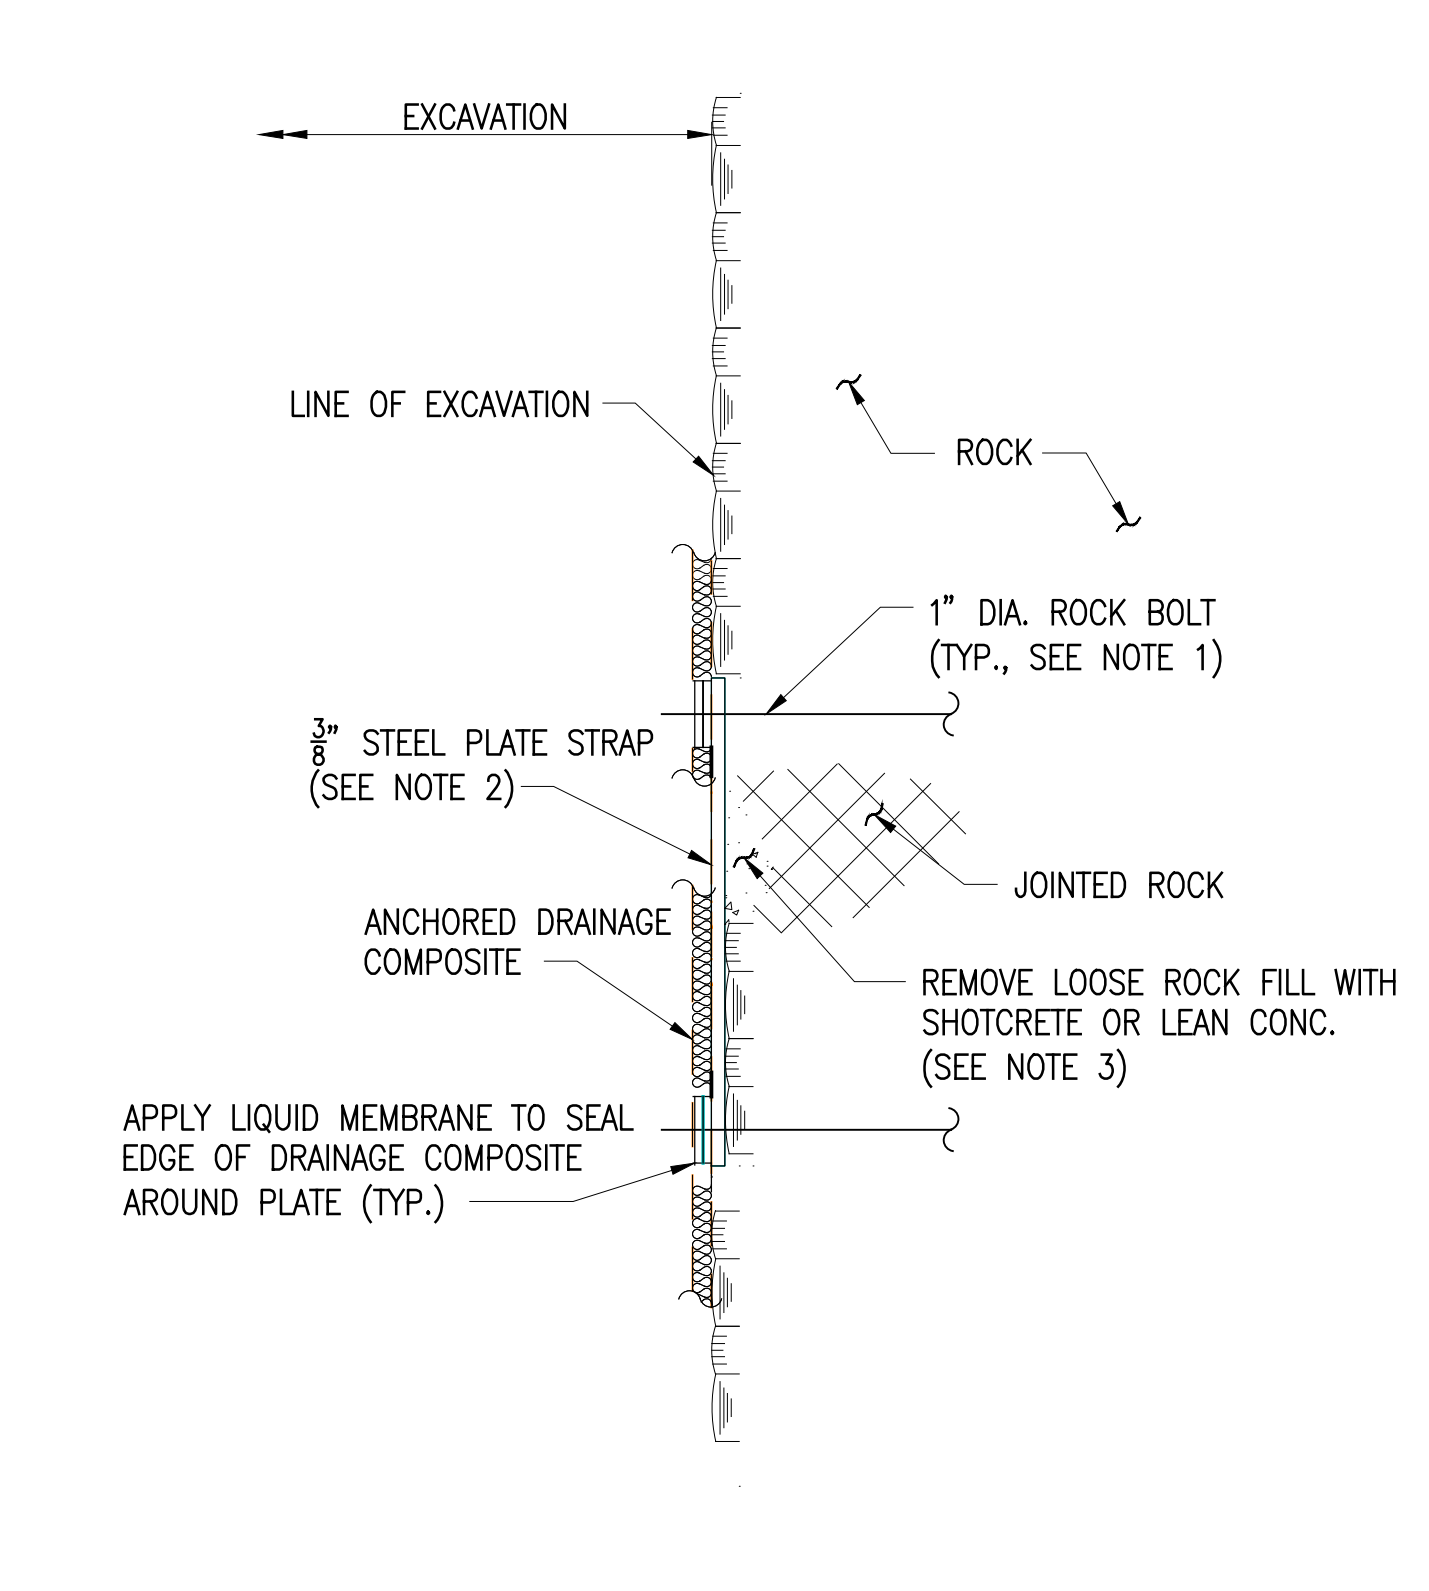 EXCAVATION
LINE OF EXCAVATION
ROCK
1" DIA. ROCK BOLT
(TYP., SEE NOTE 1)
3/8" STEEL PLATE STRAP
(SEE NOTE 2)
JOINTED ROCK
ANCHORED DRAINAGE
COMPOSITE
REMOVE LOOSE ROCK FILL WITH
SHOTCRETE OR LEAN CONC.
(SEE NOTE 3)
APPLY LIQUID MEMBRANE TO SEAL
EDGE OF DRAINAGE COMPOSITE
AROUND PLATE (TYP.)